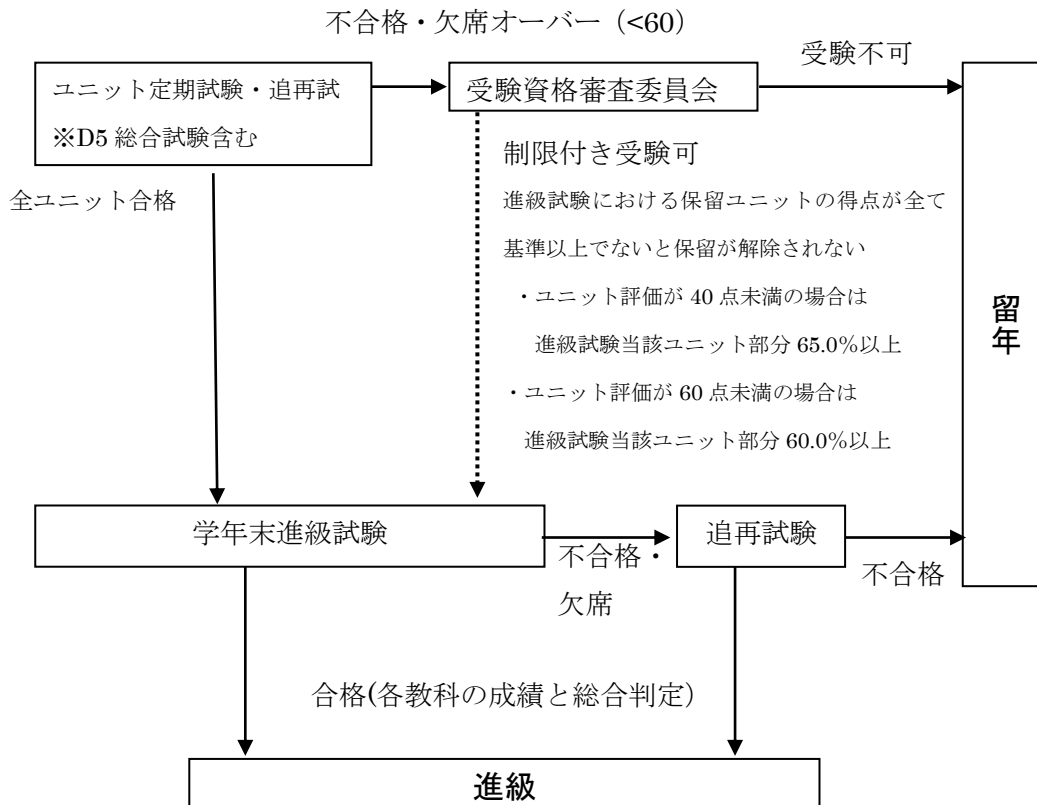 不合格・欠席オーバー（<60）
受験不可
ユニット定期試験・追再試
※D5 総合試験含む
受験資格審査委員会
全ユニット合格
制限付き受験可
進級試験における保留ユニットの得点が全て
基準以上でないと保留が解除されない
・ユニット評価が 40 点未満の場合は
進級試験当該ユニット部分 65.0%以上
・ユニット評価が 60 点未満の場合は
進級試験当該ユニット部分 60.0%以上
留年
学年末進級試験
不合格・
欠席
追再試験
不合格
合格(各教科の成績と総合判定）
進級